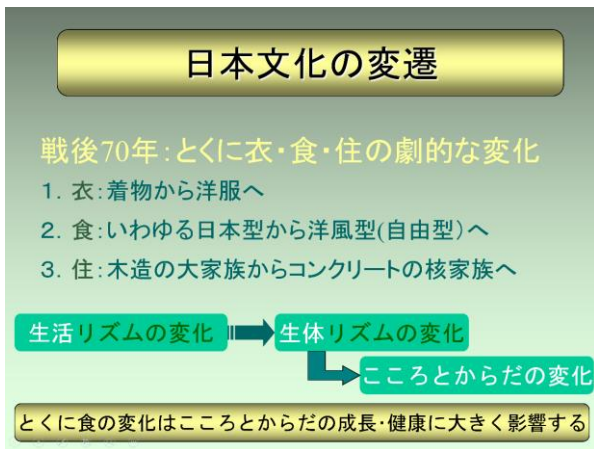 日本文化の変遷
戦後70年:とくに衣・食・住の劇的な変化
1. 衣:着物から洋服へ
2. 食:いわゆる日本型から洋風型(自由型)へ
3. 住:木造の大家族からコンクリートの核家族へ
生活リズムの変化
生体リズムの変化
こころとからだの変化
とくに食の変化はこころとからだの成長・健康に大きく影響する